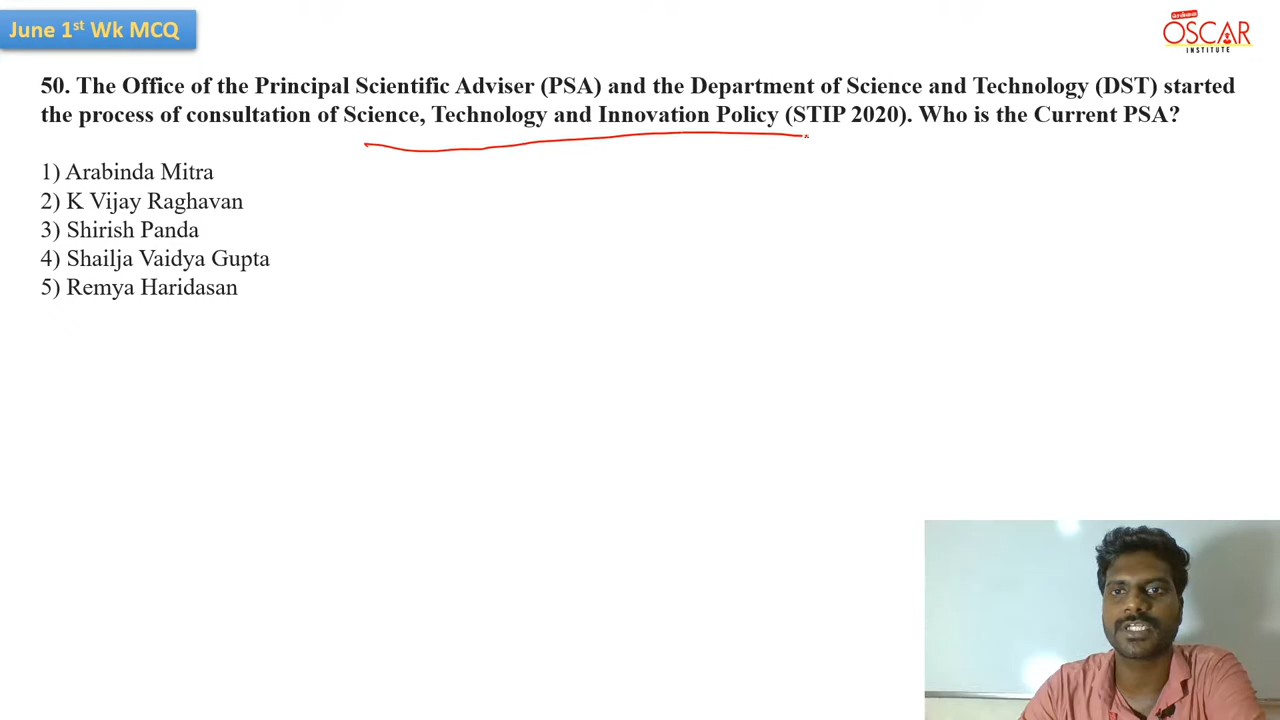 June 1st Wk MCQ
சென்னை
OSCAR
INSTITUTE
50. The Office of the Principal Scientific Adviser (PSA) and the Department of Science and Technology (DST) started
the process of consultation of Science, Technology and Innovation Policy (STIP 2020). Who is the Current PSA?
1) Arabinda Mitra
2) K Vijay Raghavan
3) Shirish Panda
4) Shailja Vaidya Gupta
5) Remya Haridasan